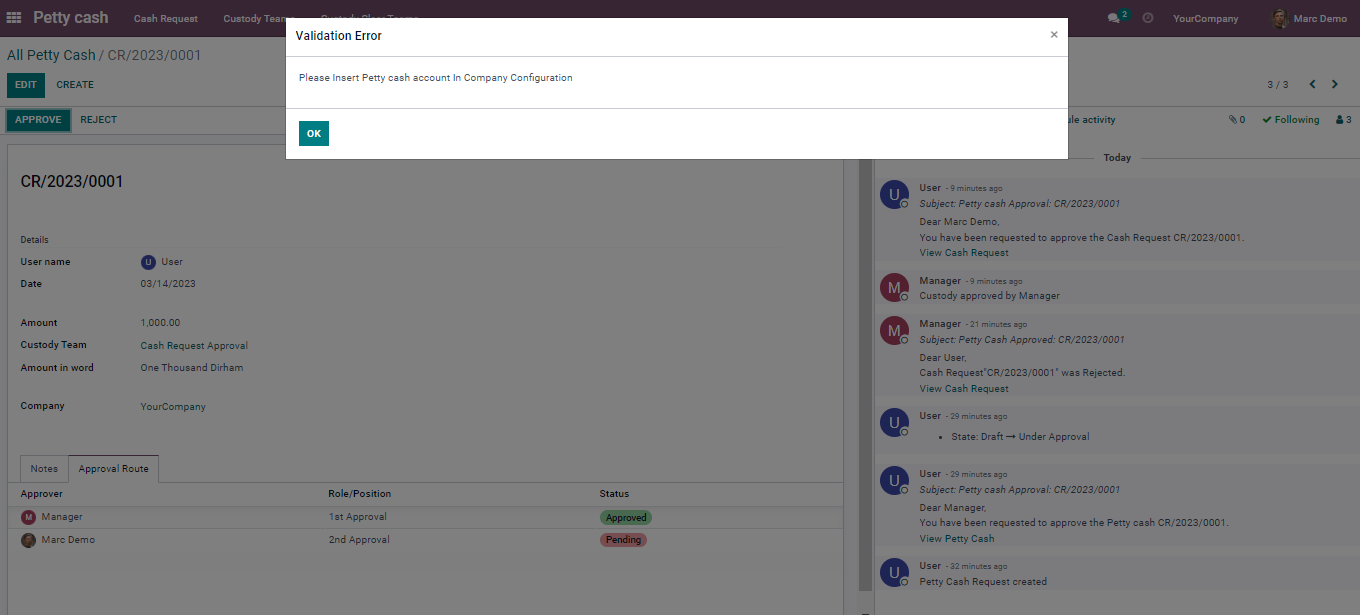 Petty cash
Cash Request
Custody Teams
Custody Clear Teams
2
YourCompany
Marc Demo
Validation Error
×
Please Insert Petty cash account In Company Configuration
OK
All Petty Cash / CR/2023/0001
EDIT
CREATE
3 / 3
APPROVE
REJECT
ule activity
0
Following
3
CR/2023/0001
Details
User name
U
User
Date
03/14/2023
Amount
1,000.00
Custody Team
Cash Request Approval
Amount in word
One Thousand Dirham
Company
YourCompany
Notes
Approval Route
Approver
Role/Position
Status
M
Manager
1st Approval
Approved
Marc Demo
2nd Approval
Pending
Today
U
User - 9 minutes ago
Subject: Petty cash Approval: CR/2023/0001
Dear Marc Demo,
You have been requested to approve the Cash Request CR/2023/0001.
View Cash Request
M
Manager - 9 minutes ago
Custody approved by Manager
M
Manager - 21 minutes ago
Subject: Petty Cash Approved: CR/2023/0001
Dear User,
Cash Request"CR/2023/0001" was Rejected.
View Cash Request
U
User - 29 minutes ago
• State: Draft → Under Approval
U
User - 29 minutes ago
Subject: Petty cash Approval: CR/2023/0001
Dear Manager,
You have been requested to approve the Petty cash CR/2023/0001.
View Petty Cash
U
User - 32 minutes ago
Petty Cash Request created